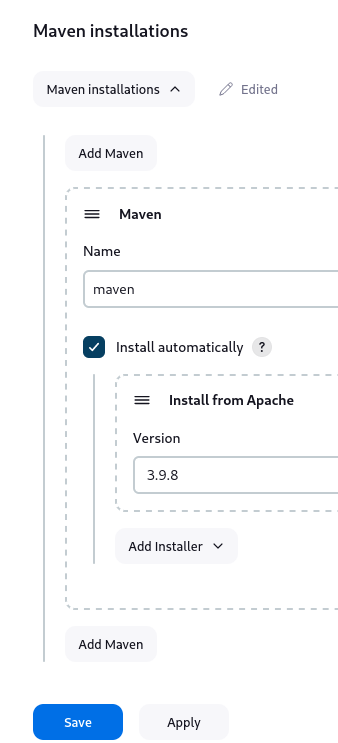 Maven installations
Maven installations
Edited
Add Maven
Maven
Name
maven
Install automatically ?
Install from Apache
Version
3.9.8
Add Installer
Add Maven
Save
Apply